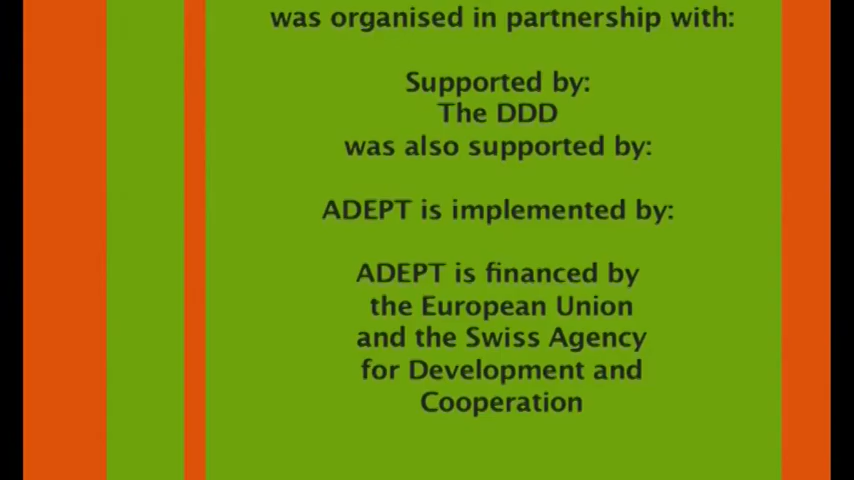 was organised in partnership with:
Supported by:
The DDD
was also supported by:
ADEPT is implemented by:
ADEPT is financed by
the European Union
and the Swiss Agency
for Development and
Cooperation